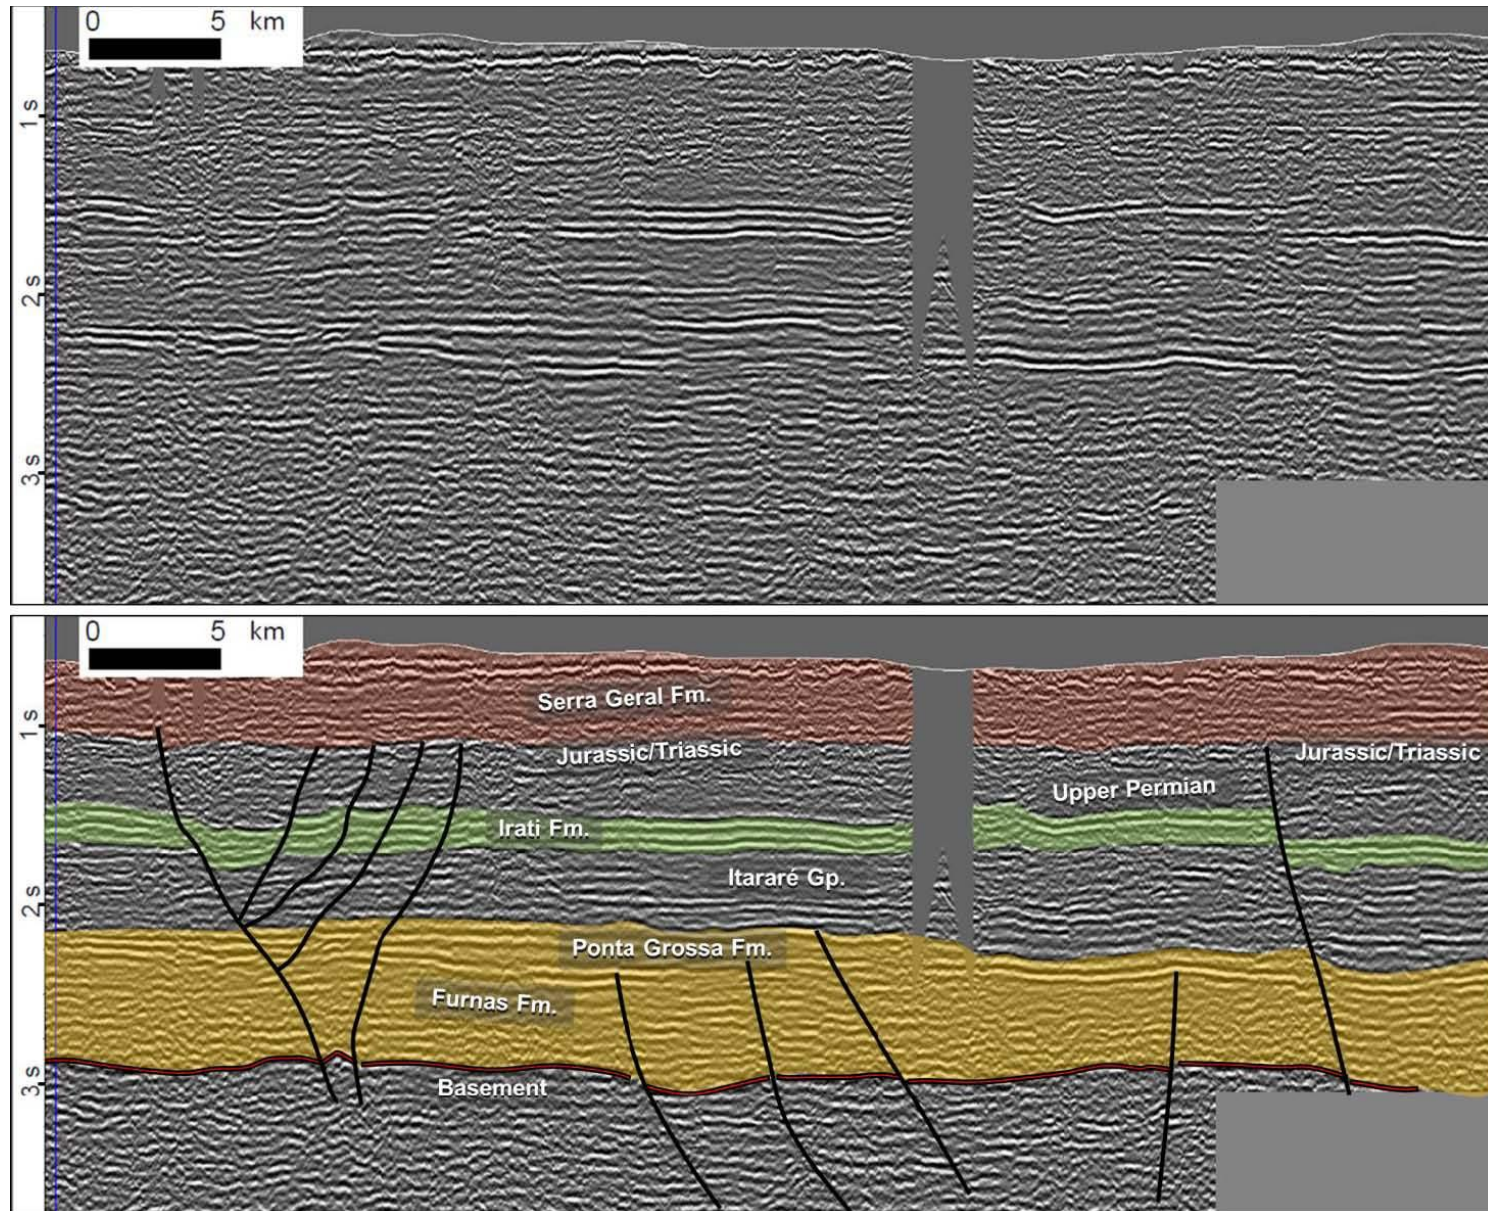 0 5 km
1s
2s
3s
0 5 km
Serra Geral Fm.
1s
Jurassic/Triassic
Jurassic/Triassic
Upper Permian
Irati Fm.
Itararé Gp.
2s
Ponta Grossa Fm.
Furnas Fm.
Basement
3s